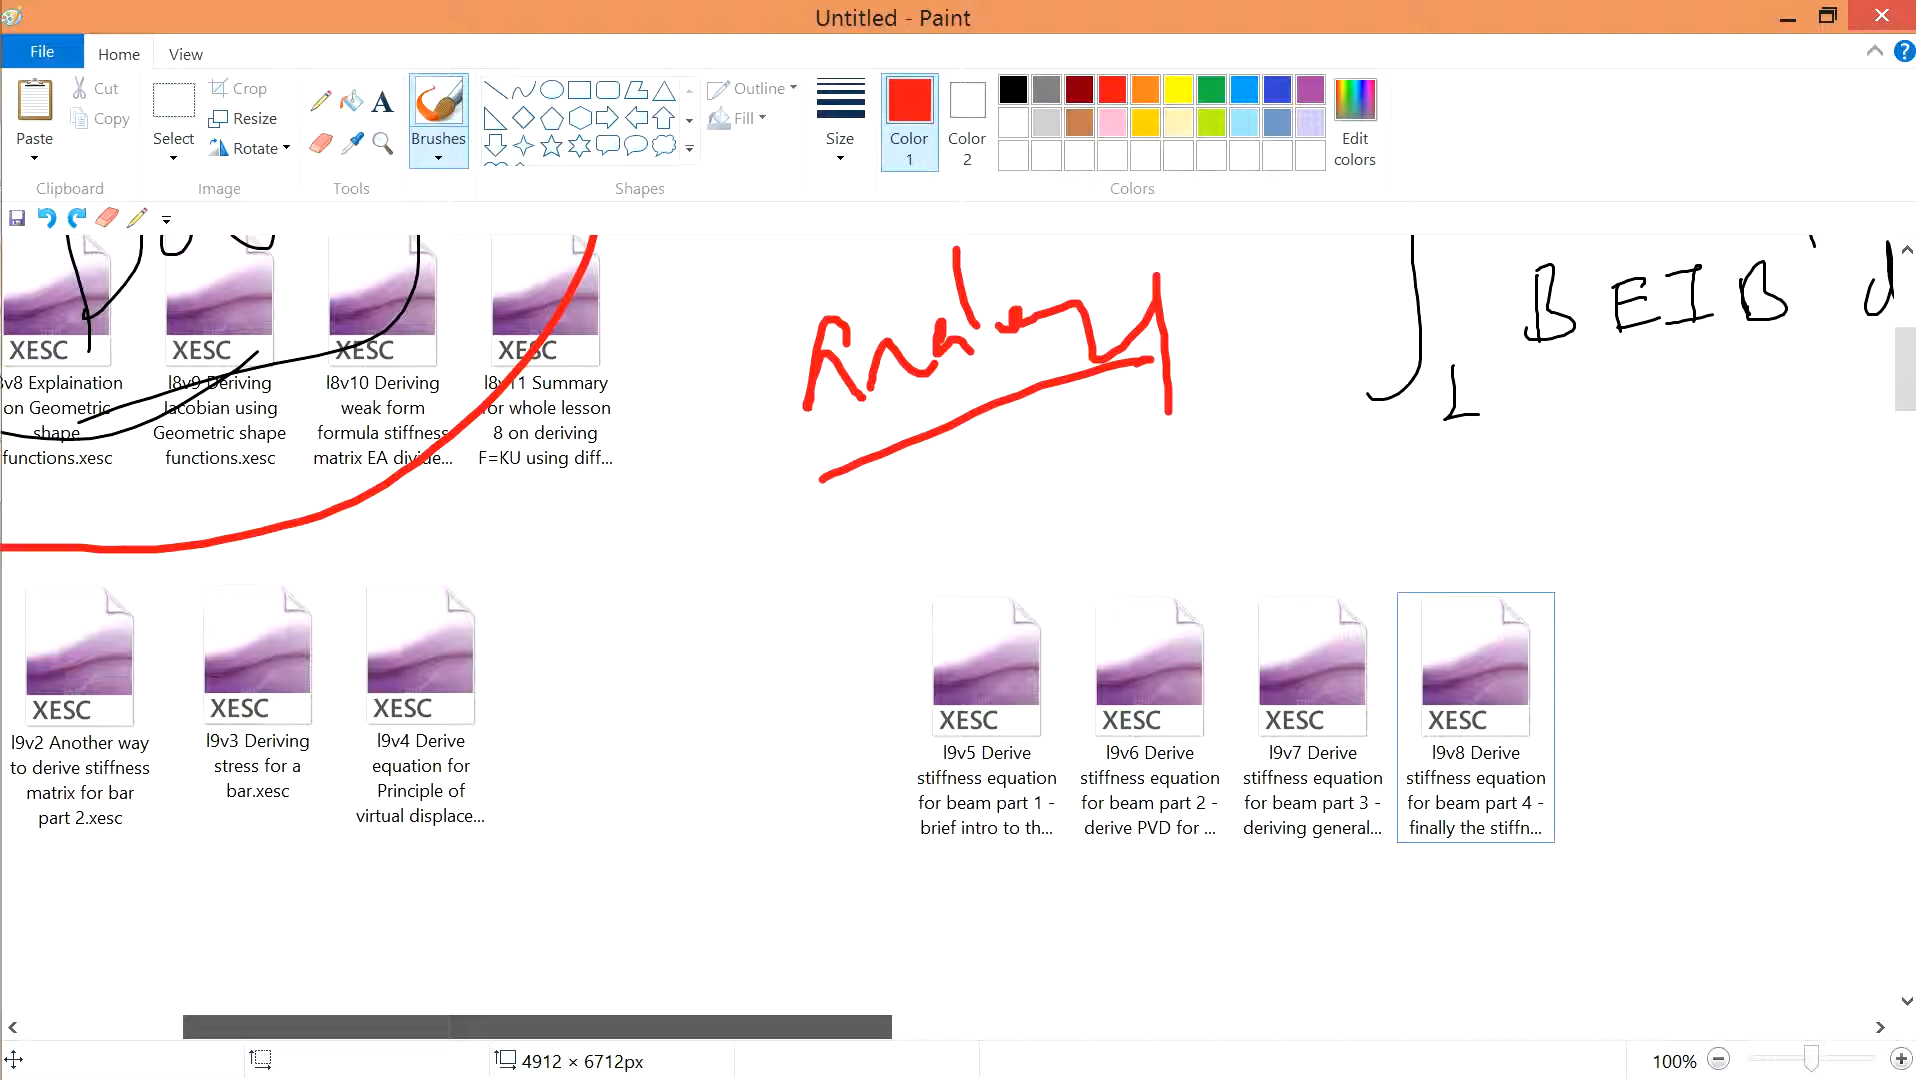 Untitled - Paint
File Home View
Paste
Cut
Copy
Clipboard
Select
Crop
Resize
Rotate
Image
A
Tools
Brushes
Shapes
Outline
Fill
Size
Color 1
Color 2
Edit colors
Colors
XESC XESC XESC XESC
v8 Explaination
on Geometric
shape
functions.xesc
l8v9 Deriving
Jacobian using
Geometric shape
functions.xesc
l8v10 Deriving
weak form
formula stiffness
matrix EA divide...
l8v11 Summary
for whole lesson
8 on deriving
F=KU using diff...
B E I B d
L
XESC
l9v2 Another way
to derive stiffness
matrix for bar
part 2.xesc
XESC
l9v3 Deriving
stress for a
bar.xesc
XESC
l9v4 Derive
equation for
Principle of
virtual displace...
XESC
l9v5 Derive
stiffness equation
for beam part 1 -
brief intro to th...
XESC
l9v6 Derive
stiffness equation
for beam part 2 -
derive PVD for ...
XESC
l9v7 Derive
stiffness equation
for beam part 3 -
deriving general...
XESC
l9v8 Derive
stiffness equation
for beam part 4 -
finally the stiffn...
4912 × 6712px
100%